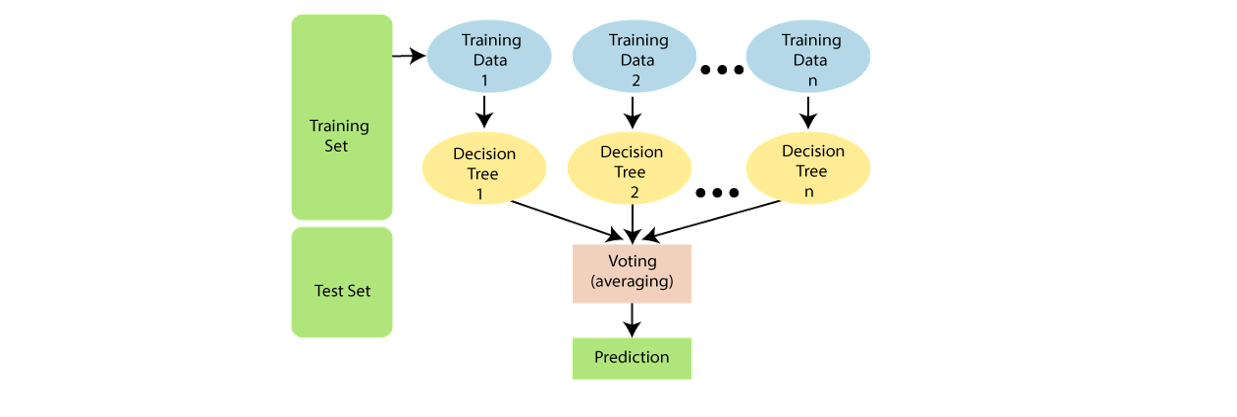 Training
Set
Test Set
Training
Data
1
Training
Data
2
Training
Data
n
Decision
Tree
1
Decision
Tree
2
Decision
Tree
n
Voting
(averaging)
Prediction